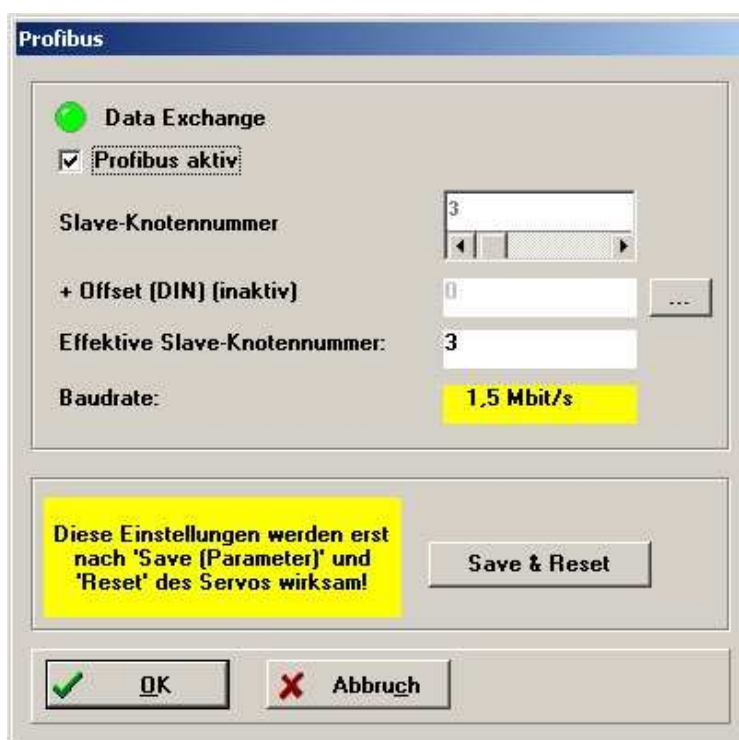 Profibus
Data Exchange
Profibus aktiv
Slave-Knotennummer 3
+ Offset (DIN) (inaktiv) 0 ...
Effektive Slave-Knotennummer: 3
Baudrate: 1,5 Mbit/s
Diese Einstellungen werden erst
nach 'Save (Parameter)' und
'Reset' des Servos wirksam!
Save & Reset
OK Abbruch